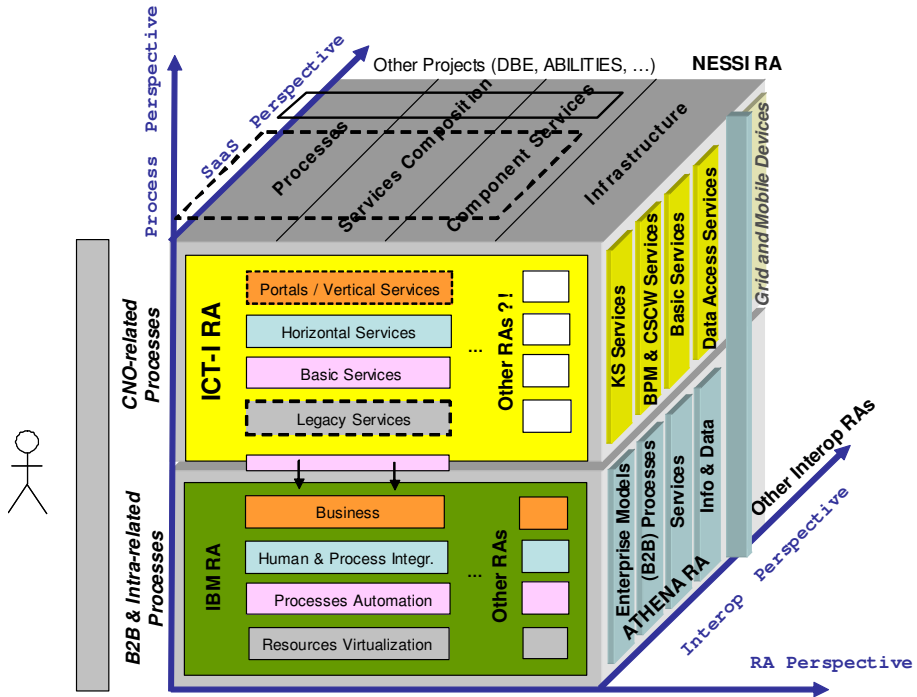 Other Projects (DBE, ABILITIES, …)
NESSI RA
Process Perspective
SaaS Perspective
Processes
Services Composition
Component Services
Infrastructure
CNO-related
Processes
B2B & Intra-related
Processes
ICT-I RA
Portals / Vertical Services
Horizontal Services
Basic Services
Legacy Services
...
Other RAs ? !
IBM RA
Business
Human & Process Integr.
Processes Automation
Resources Virtualization
...
Other RAs
KS Services
BPM & CSCW Services
Basic Services
Data Access Services
Grid and Mobile Devices
Enterprise Models
(B2B) Processes
Services
Info & Data
ATHENA RA
Other Interop RAs
Interop Perspective
RA Perspective